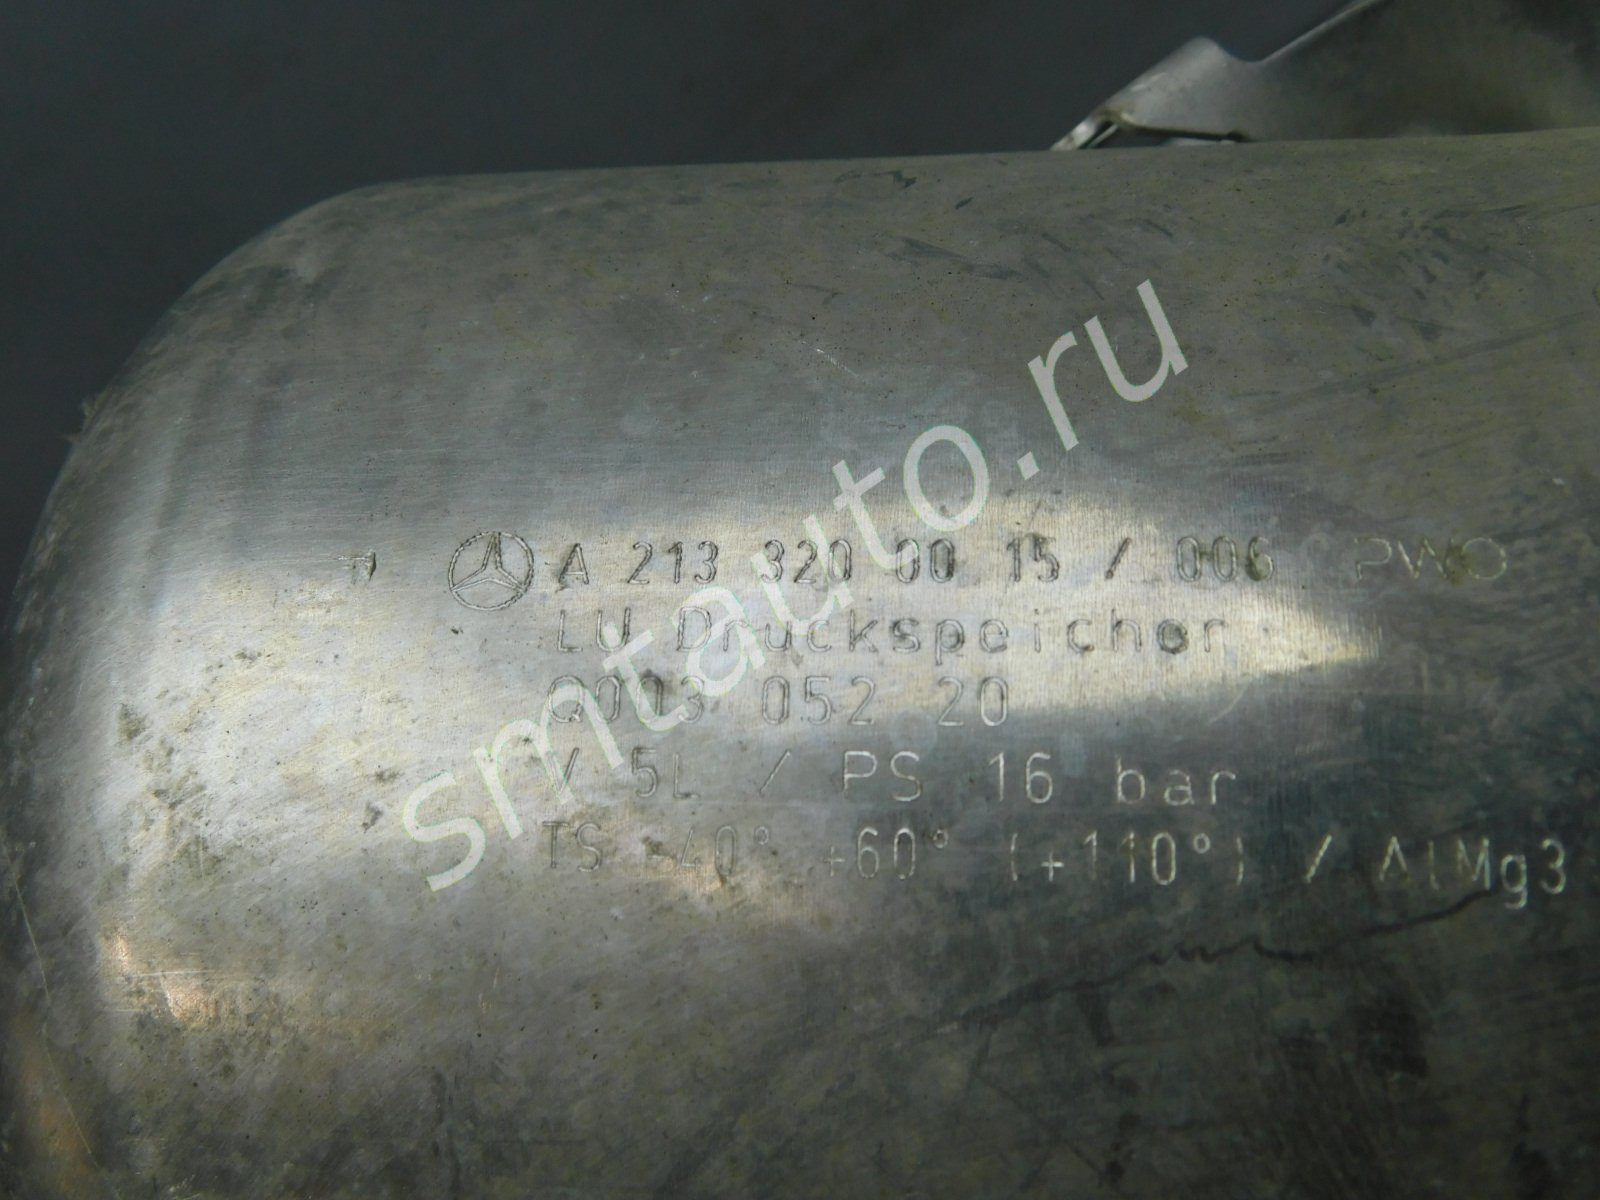 A 213 320 00 15 / 006 PWO
LU Druckspeicher
Q003 052 20
V 5L / PS 16 bar
TS -40° +60° (+110°) / AlMg3
smtauto.ru